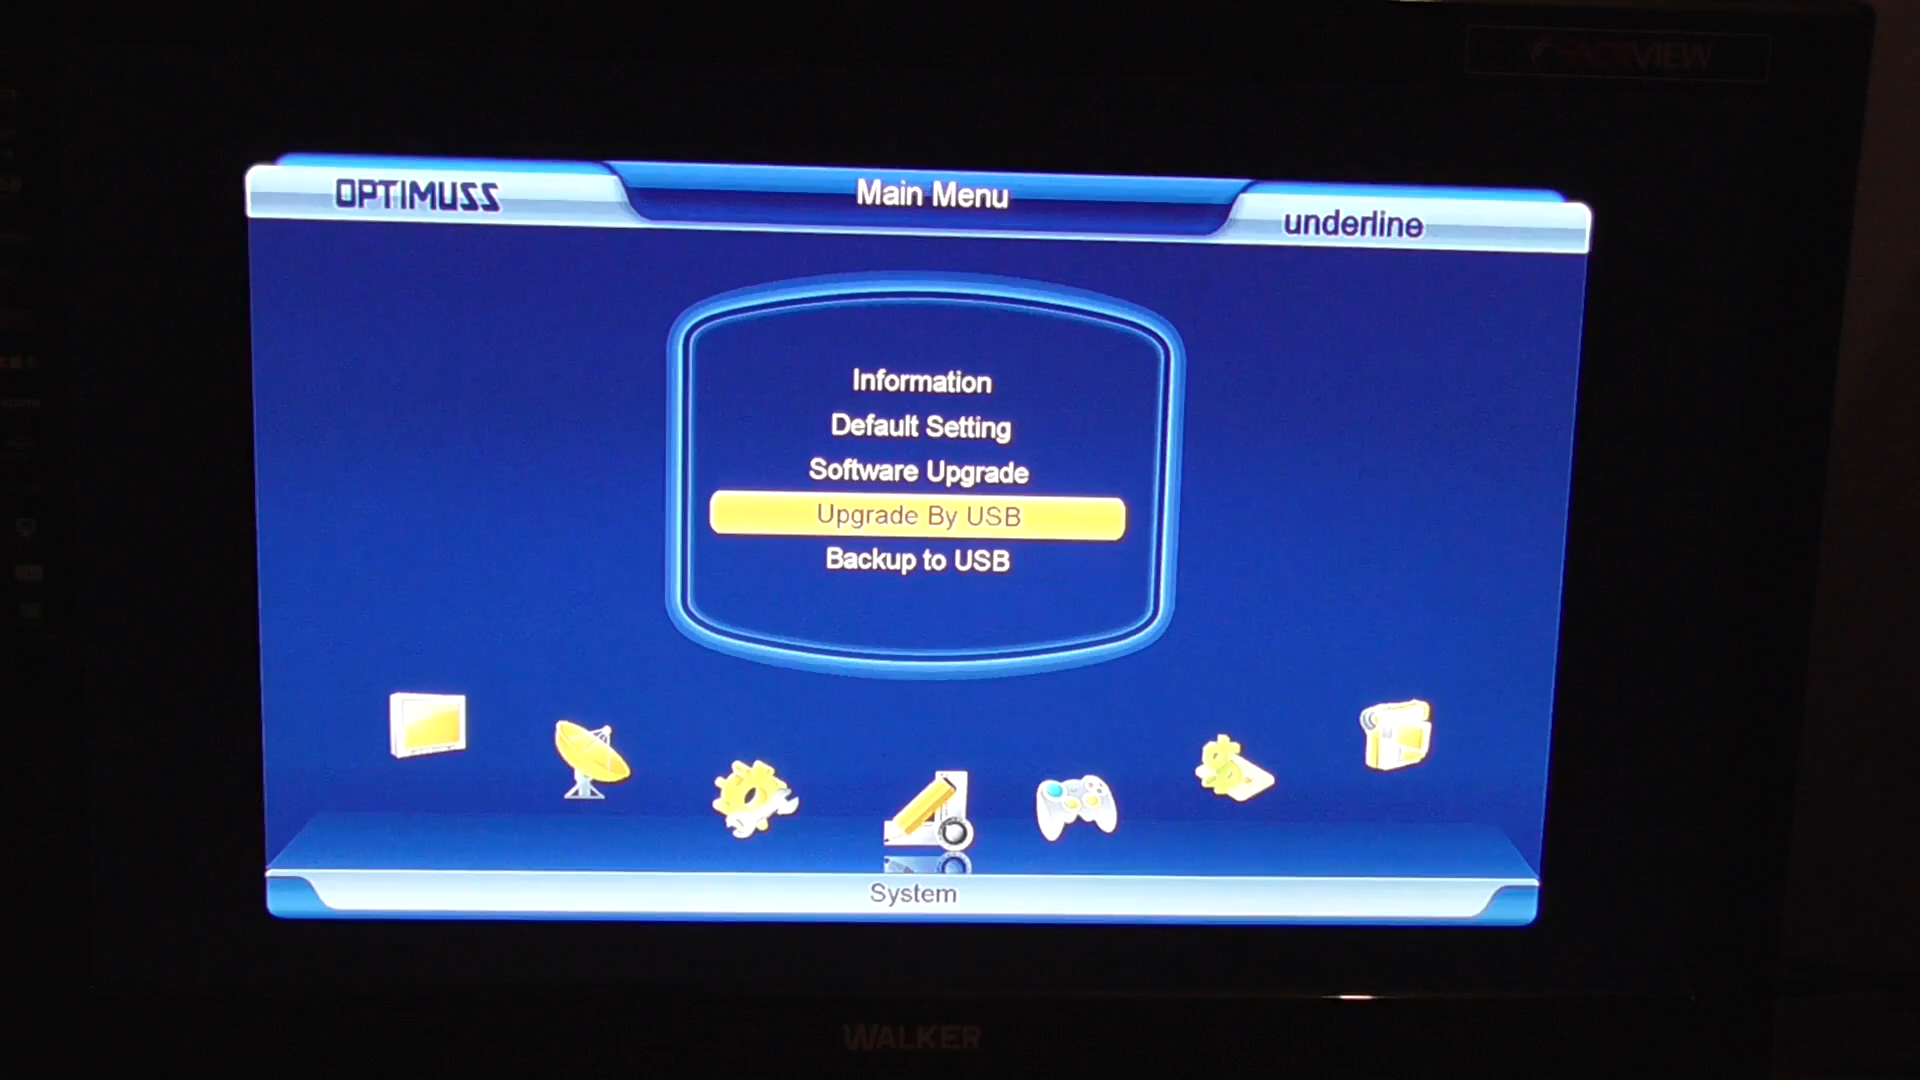 OPTIMUSS
Main Menu
underline
Information
Default Setting
Software Upgrade
Upgrade By USB
Backup to USB
System
WALKER